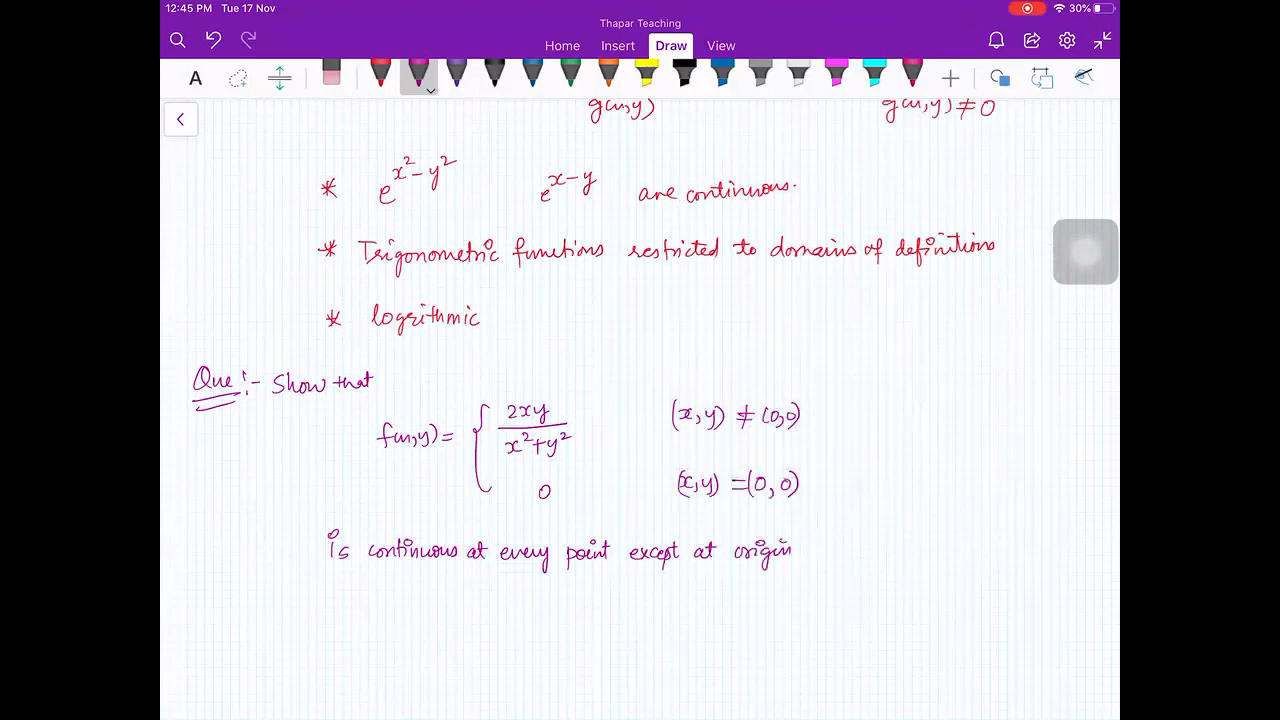 12:45 PM Tue 17 Nov
30%
Thapar Teaching
Home Insert Draw View
A
g(x,y) g(x,y) ≠ 0
* e^{x²-y²} e^{x-y} are continuous.
* Trigonometric functions restricted to domains of definitions
* logrithmic
Que:- Show that
f(x,y) = { 2xy / x²+y² (x,y) ≠ (0,0)
0 (x,y) = (0,0)
is continuous at every point except at origin